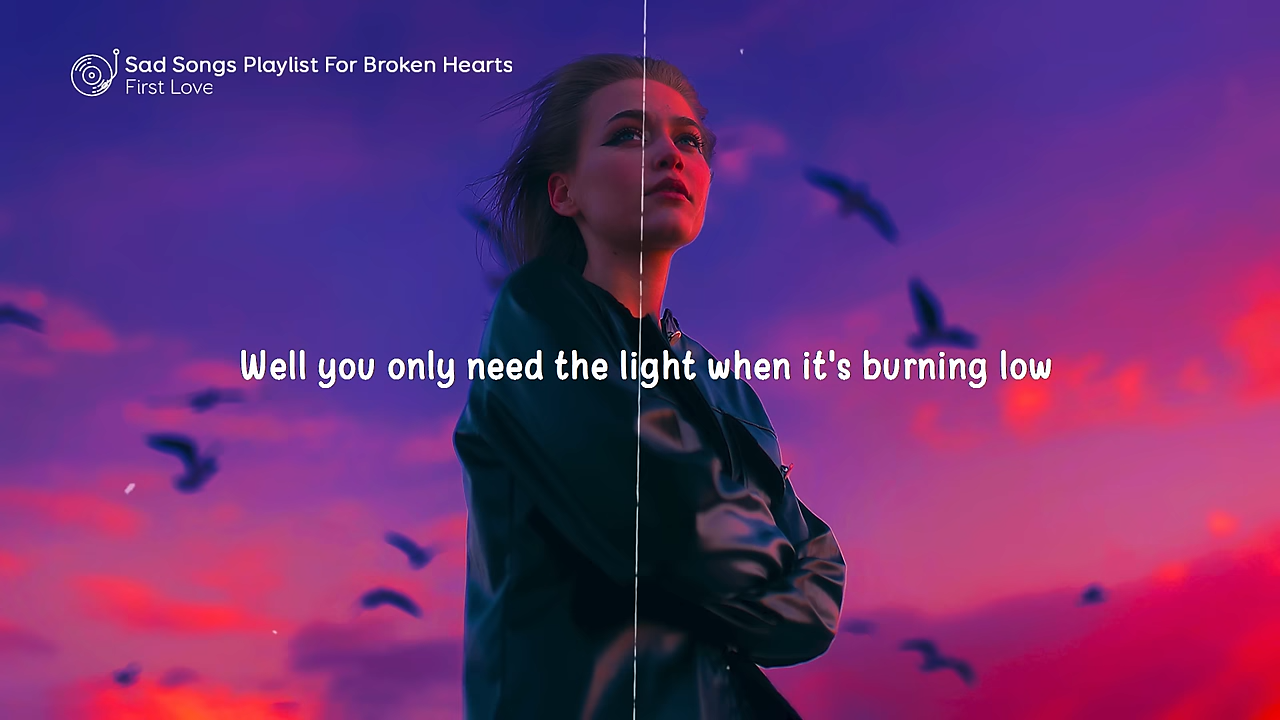 Sad Songs Playlist For Broken Hearts
First Love
Well you only need the light when it's burning low